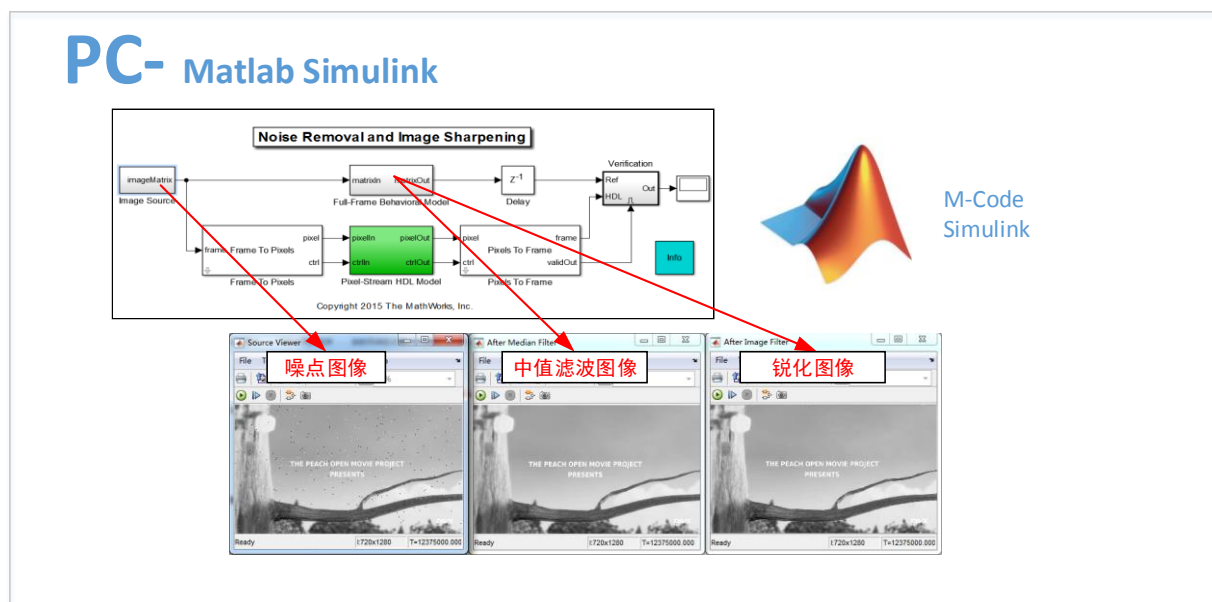 PC- Matlab Simulink
Noise Removal and Image Sharpening
imageMatrix
Image Source
matrixIn
matrixOut
Full-Frame Behavioral Model
Z-1
Delay
Verification
Ref
HDL
Out
frame
Frame To Pixels
pixel
ctrl
Frame To Pixels
pixelIn
ctrlIn
pixelOut
ctrlOut
Pixel-Stream HDL Model
pixel
ctrl
Pixels To Frame
frame
validOut
Pixels To Frame
Info
Copyright 2015 The MathWorks, Inc.
M-Code
Simulink
Source Viewer
File
噪点图像
THE PEACH OPEN MOVIE PROJECT
PRESENTS
Ready
I:720x1280
T=12375000.000
After Median Filter
File
中值滤波图像
THE PEACH OPEN MOVIE PROJECT
PRESENTS
Ready
I:720x1280
T=12375000.000
After Image Filter
File
锐化图像
THE PEACH OPEN MOVIE PROJECT
PRESENTS
Ready
I:720x1280
T=12375000.000